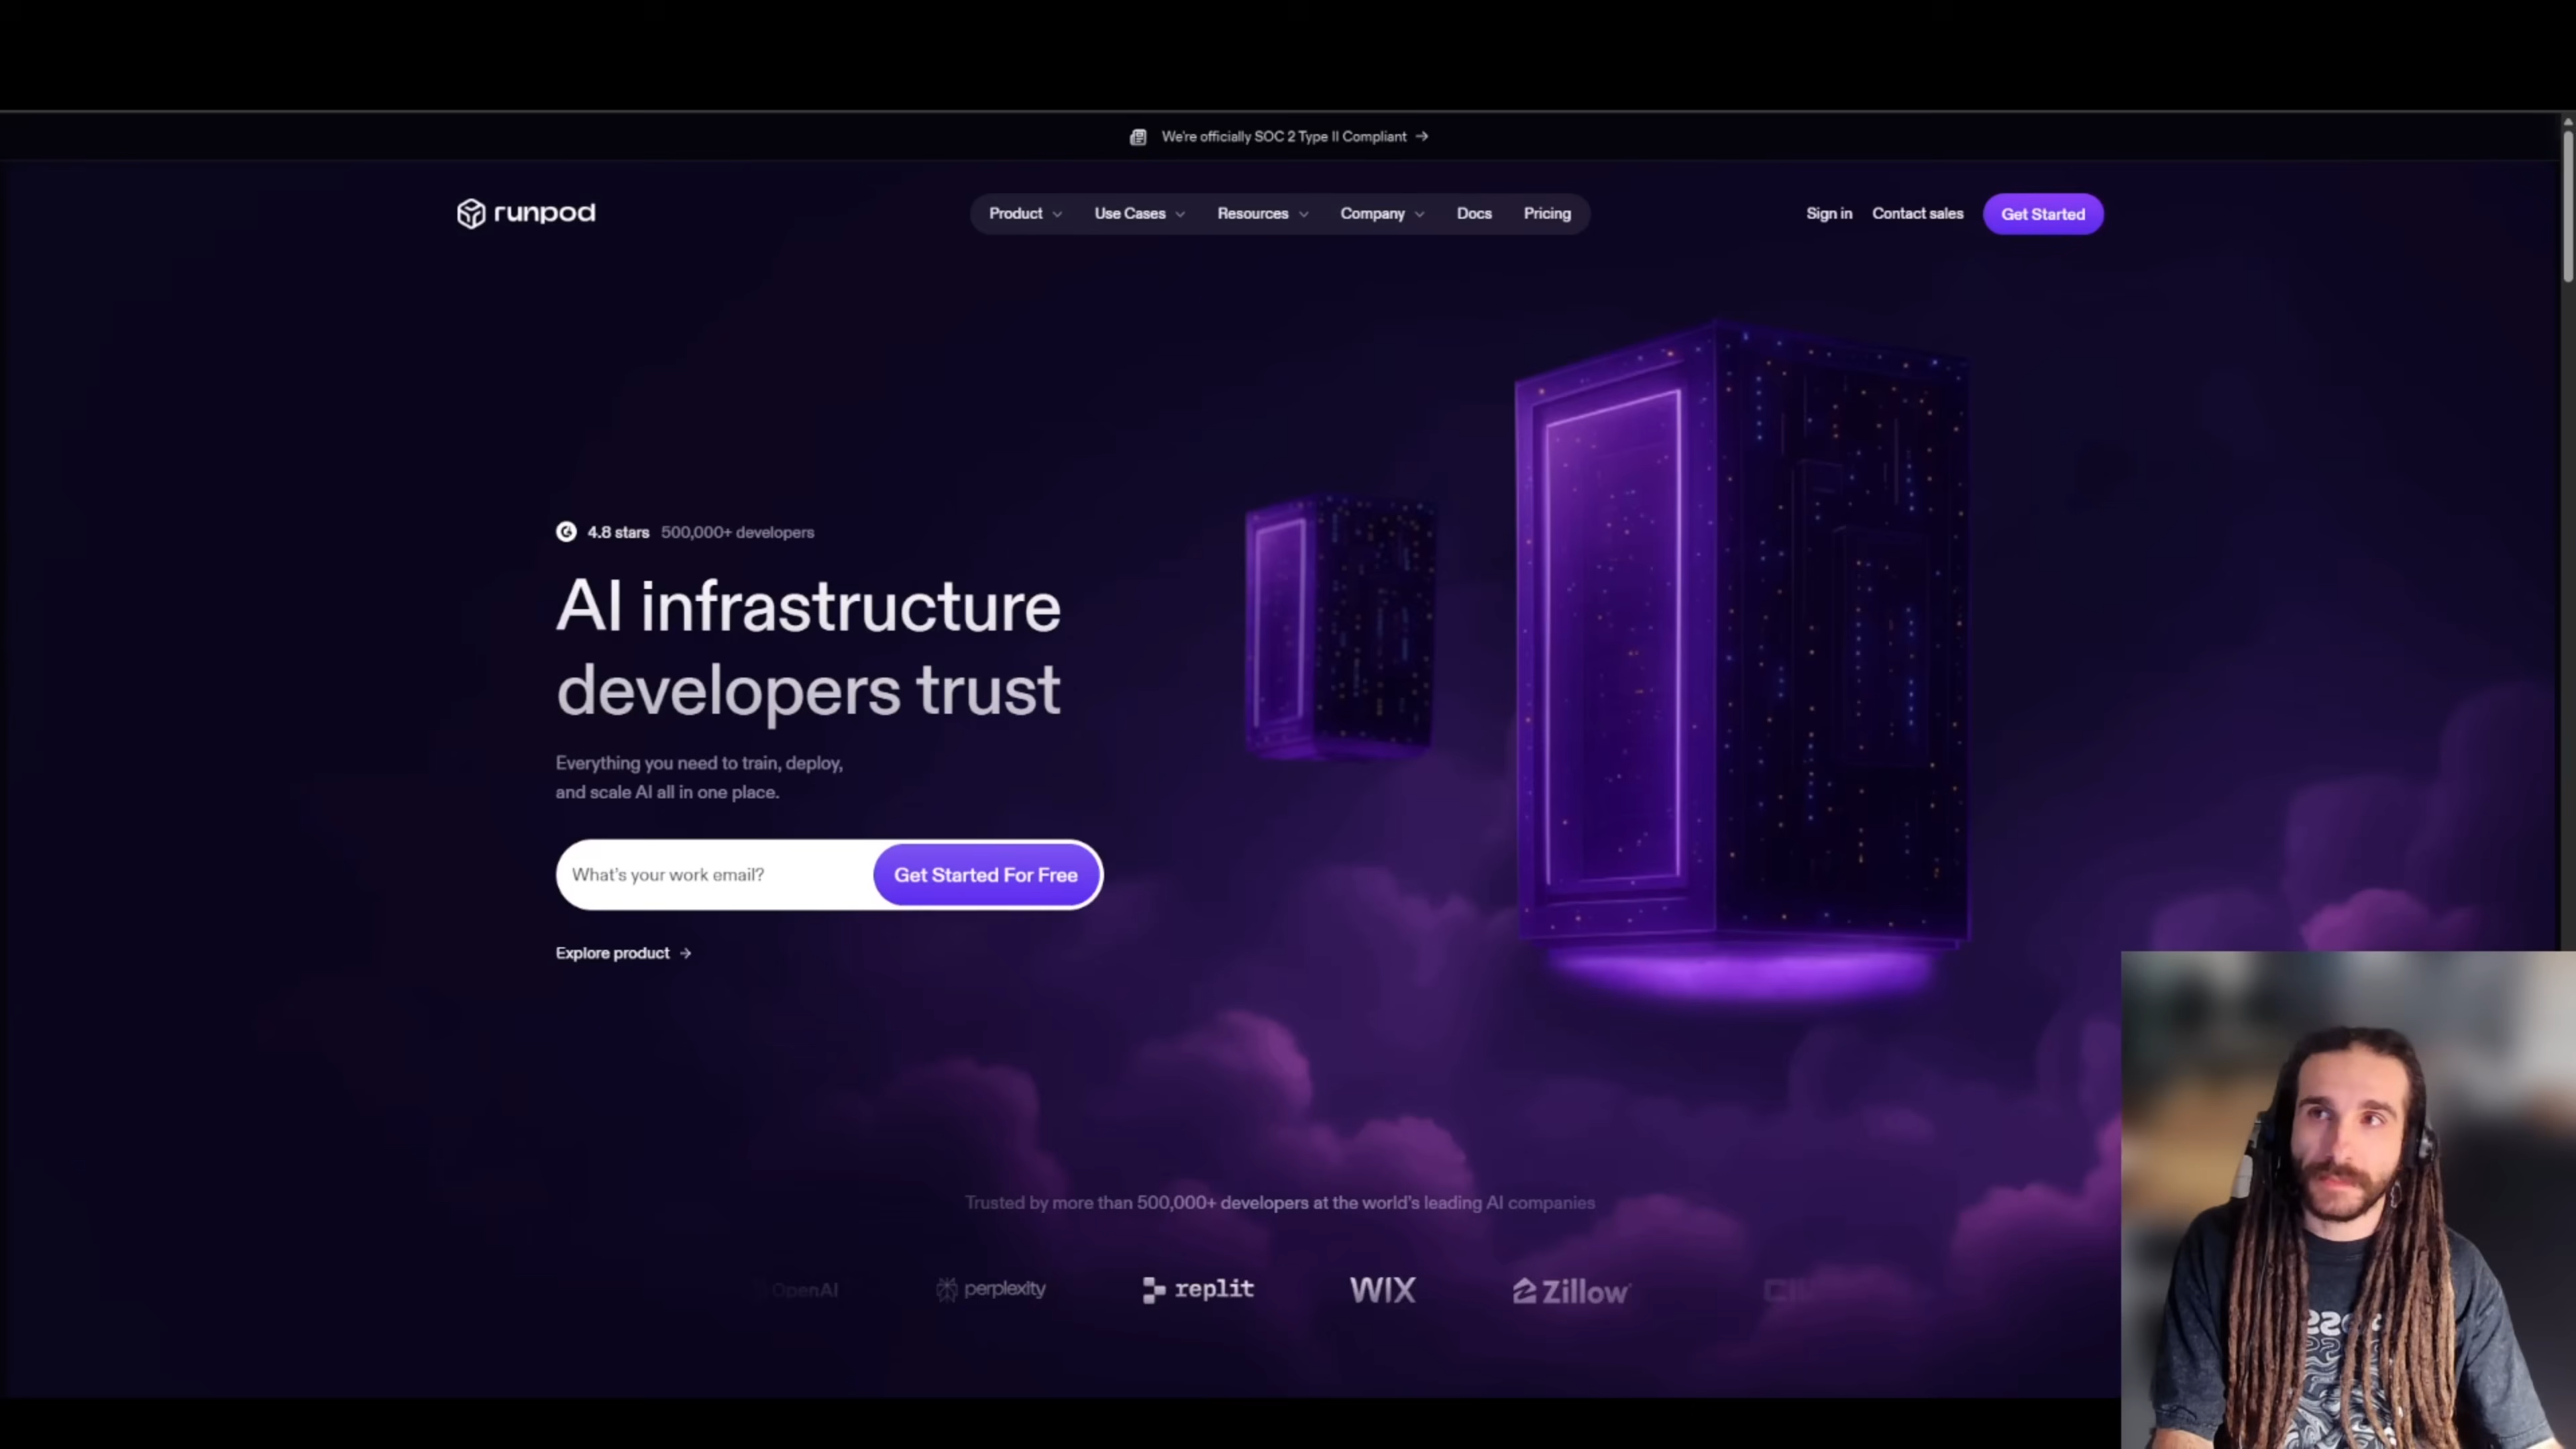 We're officially SOC 2 Type II Compliant →
runpod
Product
Use Cases
Resources
Company
Docs
Pricing
Sign in
Contact sales
Get Started
4.8 stars 500,000+ developers
AI infrastructure
developers trust
Everything you need to train, deploy,
and scale AI all in one place.
What's your work email?
Get Started For Free
Explore product →
Trusted by more than 500,000+ developers at the world's leading AI companies
OpenAI
perplexity
replit
WIX
Zillow